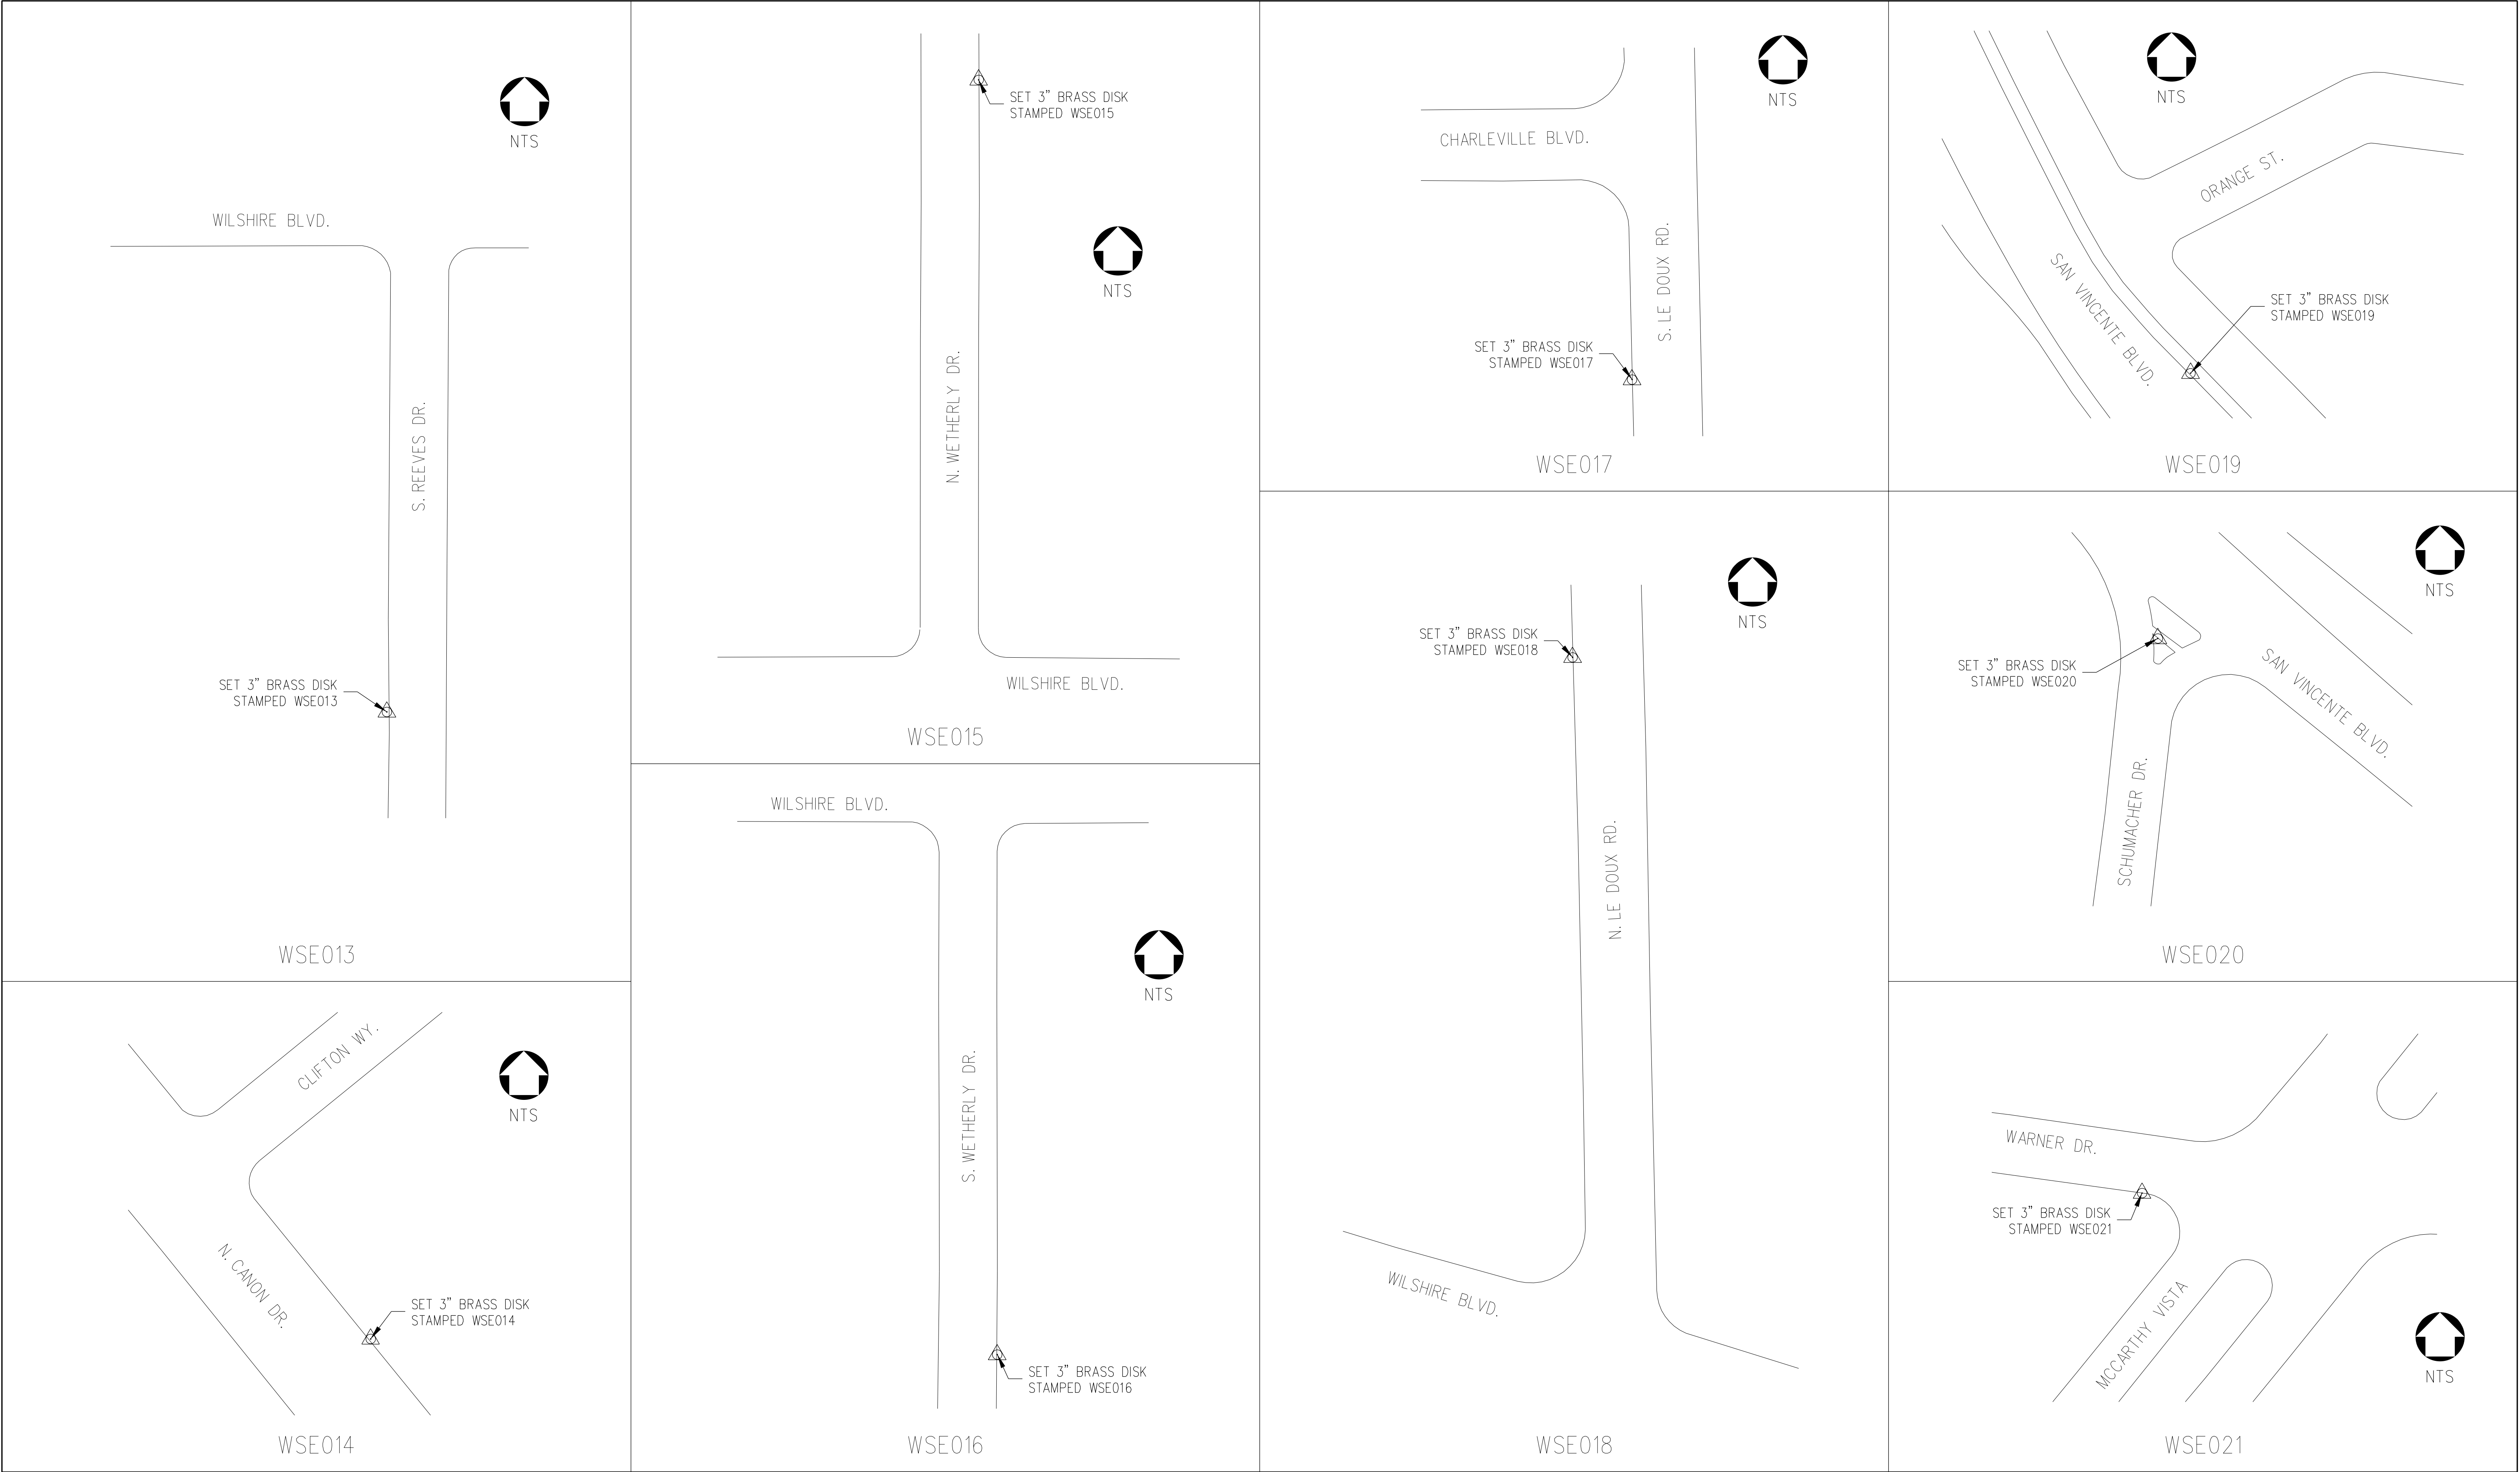 NTS
WILSHIRE BLVD.
S. REEVES DR.
SET 3" BRASS DISK
STAMPED WSE013
WSE013
CLIFTON WY.
NTS
N. CANON DR.
SET 3" BRASS DISK
STAMPED WSE014
WSE014
SET 3" BRASS DISK
STAMPED WSE015
NTS
N. WETHERLY DR.
WILSHIRE BLVD.
WSE015
WILSHIRE BLVD.
NTS
S. WETHERLY DR.
SET 3" BRASS DISK
STAMPED WSE016
WSE016
NTS
CHARLEVILLE BLVD.
S. LE DOUX RD.
SET 3" BRASS DISK
STAMPED WSE017
WSE017
NTS
SET 3" BRASS DISK
STAMPED WSE018
N. LE DOUX RD.
WILSHIRE BLVD.
WSE018
NTS
ORANGE ST.
SAN VINCENTE BLVD.
SET 3" BRASS DISK
STAMPED WSE019
WSE019
NTS
SET 3" BRASS DISK
STAMPED WSE020
SAN VINCENTE BLVD.
SCHUMACHER DR.
WSE020
WARNER DR.
SET 3" BRASS DISK
STAMPED WSE021
MCCARTHY VISTA
NTS
WSE021